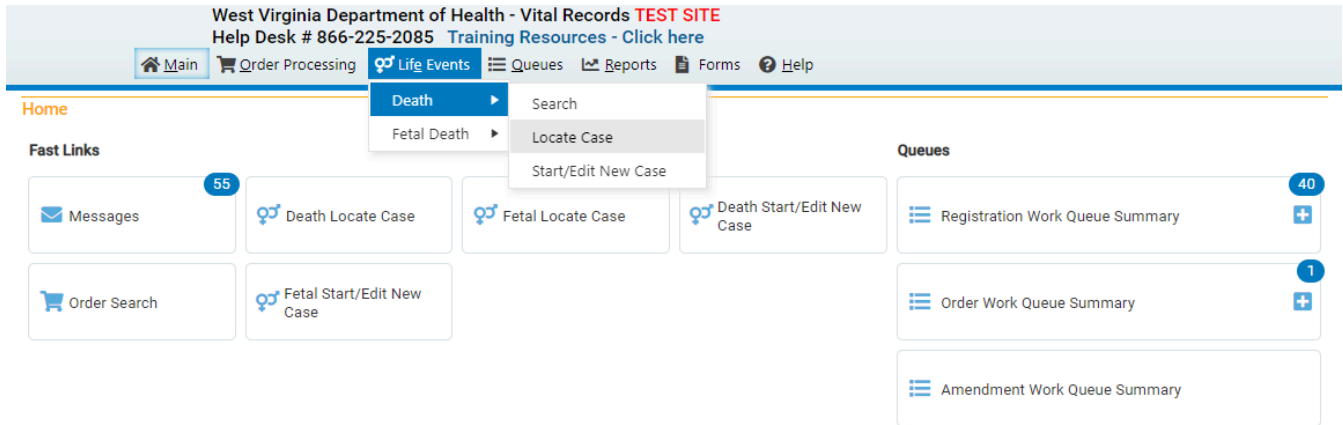 West Virginia Department of Health - Vital Records TEST SITE
Help Desk # 866-225-2085 Training Resources - Click here
Main Order Processing Life Events Queues Reports Forms Help
Death
Fetal Death
Search
Locate Case
Start/Edit New Case
Home
Fast Links
55
Messages
Death Locate Case
Fetal Locate Case
Death Start/Edit New
Case
Order Search
Fetal Start/Edit New
Case
Queues
40
Registration Work Queue Summary
1
Order Work Queue Summary
Amendment Work Queue Summary